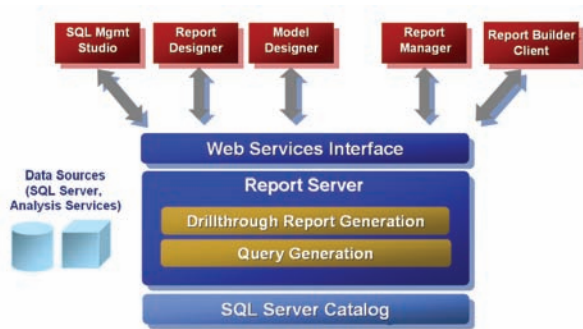 SQL Mgmt
Studio
Report
Designer
Model
Designer
Report
Manager
Report Builder
Client
Web Services Interface
Data Sources
(SQL Server,
Analysis Services)
Report Server
Drillthrough Report Generation
Query Generation
SQL Server Catalog